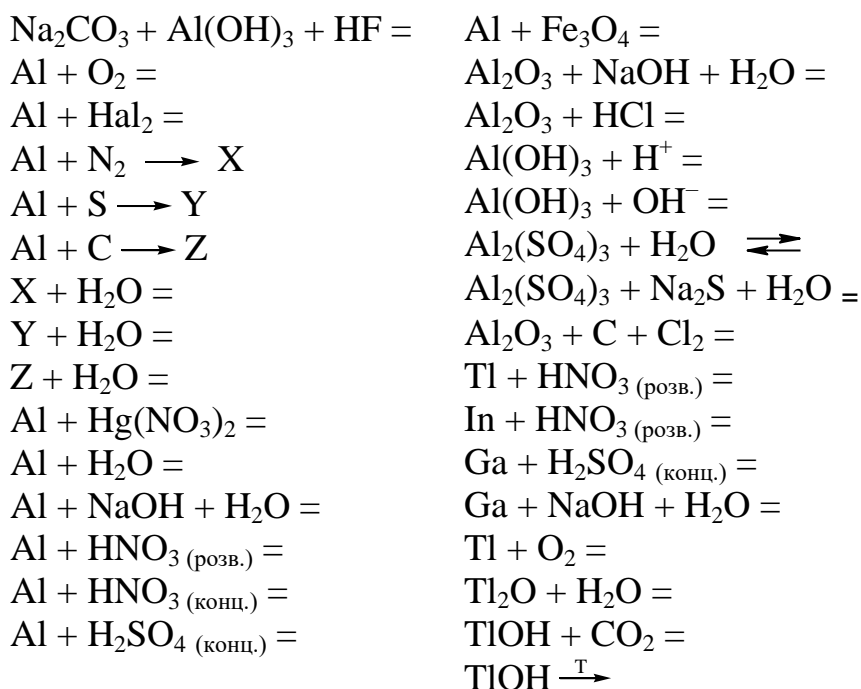 Na₂CO₃ + Al(OH)₃ + HF =
Al + O₂ =
Al + Hal₂ =
Al + N₂ ⟶ X
Al + S ⟶ Y
Al + C ⟶ Z
X + H₂O =
Y + H₂O =
Z + H₂O =
Al + Hg(NO₃)₂ =
Al + H₂O =
Al + NaOH + H₂O =
Al + HNO₃ (розв.) =
Al + HNO₃ (конц.) =
Al + H₂SO₄ (конц.) =
Al + Fe₃O₄ =
Al₂O₃ + NaOH + H₂O =
Al₂O₃ + HCl =
Al(OH)₃ + H⁺ =
Al(OH)₃ + OH⁻ =
Al₂(SO₄)₃ + H₂O ⇄
Al₂(SO₄)₃ + Na₂S + H₂O =
Al₂O₃ + C + Cl₂ =
Tl + HNO₃ (розв.) =
In + HNO₃ (розв.) =
Ga + H₂SO₄ (конц.) =
Ga + NaOH + H₂O =
Tl + O₂ =
Tl₂O + H₂O =
TlOH + CO₂ =
TlOH T⟶